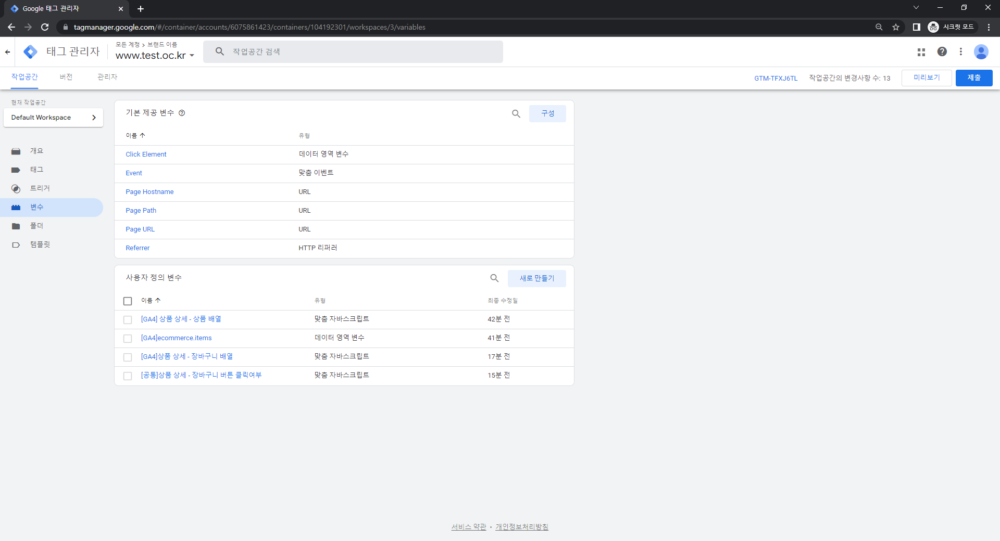 Google 태그 관리자
tagmanager.google.com/#/container/accounts/6075861423/containers/104192301/workspaces/3/variables
시크릿 모드
태그 관리자
모든 계정 > 브랜드 이름
www.test.oc.kr
작업공간 검색
작업공간 버전 관리자
GTM-TFXJ6TL 작업공간의 변경사항 수: 13 미리보기 제출
현재 작업공간
Default Workspace
개요
태그
트리거
변수
폴더
템플릿
기본 제공 변수
구성
이름 유형
Click Element 데이터 영역 변수
Event 맞춤 이벤트
Page Hostname URL
Page Path URL
Page URL URL
Referrer HTTP 리퍼러
사용자 정의 변수
새로 만들기
이름 유형 최종 수정일
[GA4] 상품 상세 - 상품 배열 맞춤 자바스크립트 42분 전
[GA4]ecommerce.items 데이터 영역 변수 41분 전
[GA4]상품 상세 - 장바구니 배열 맞춤 자바스크립트 17분 전
[공통]상품 상세 - 장바구니 버튼 클릭여부 맞춤 자바스크립트 15분 전
서비스 약관 · 개인정보처리방침